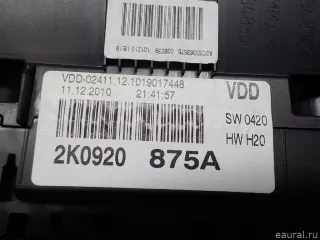 VDD-02411.12.1019017448
11.12.2010 21:41:57
VDD
SW 0420
HW H20
2K0920 875A
eaural.ru